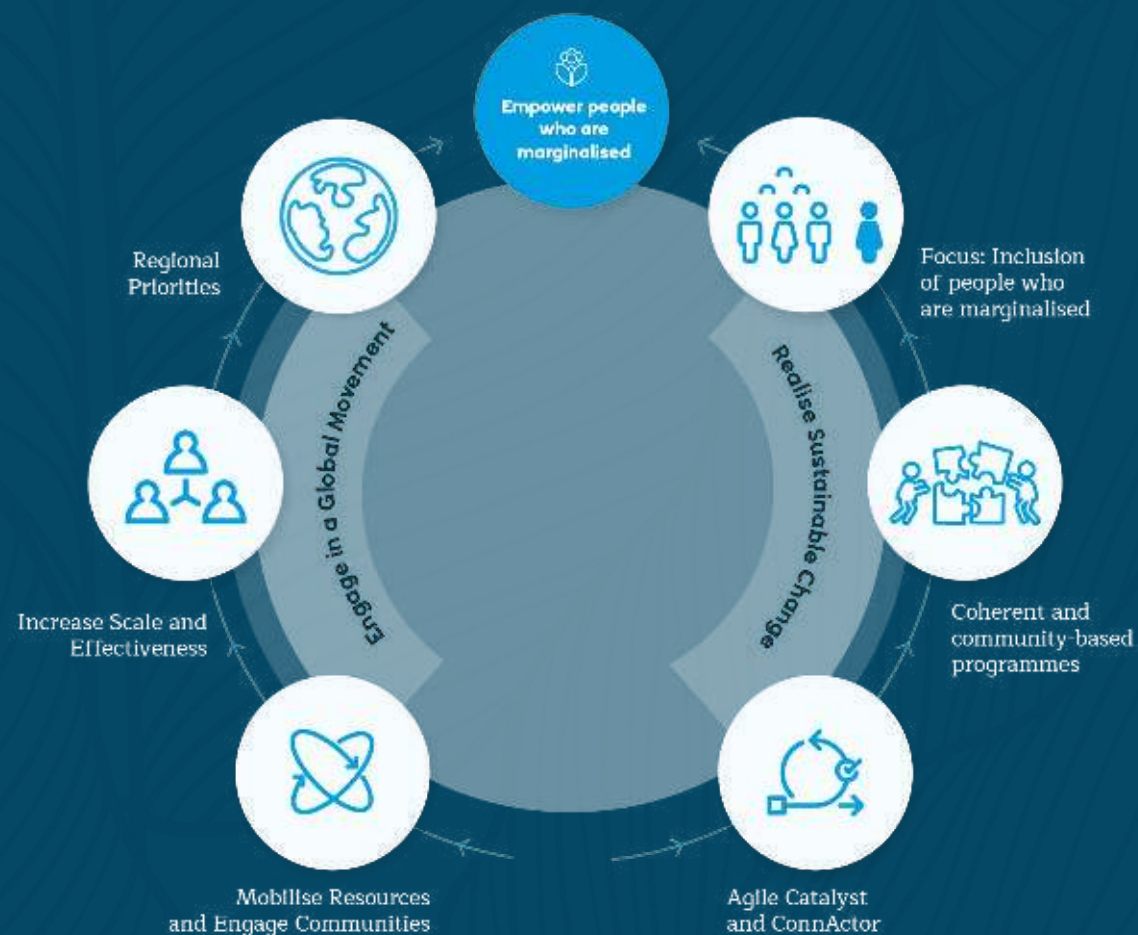 Empower people
who are
marginalised
Regional
Priorities
Focus: Inclusion
of people who
are marginalised
Engage in a Global Movement
Realise Sustainable Change
Increase Scale and
Effectiveness
Coherent and
community-based
programmes
Mobilise Resources
and Engage Communities
Agile Catalyst
and ConnActor